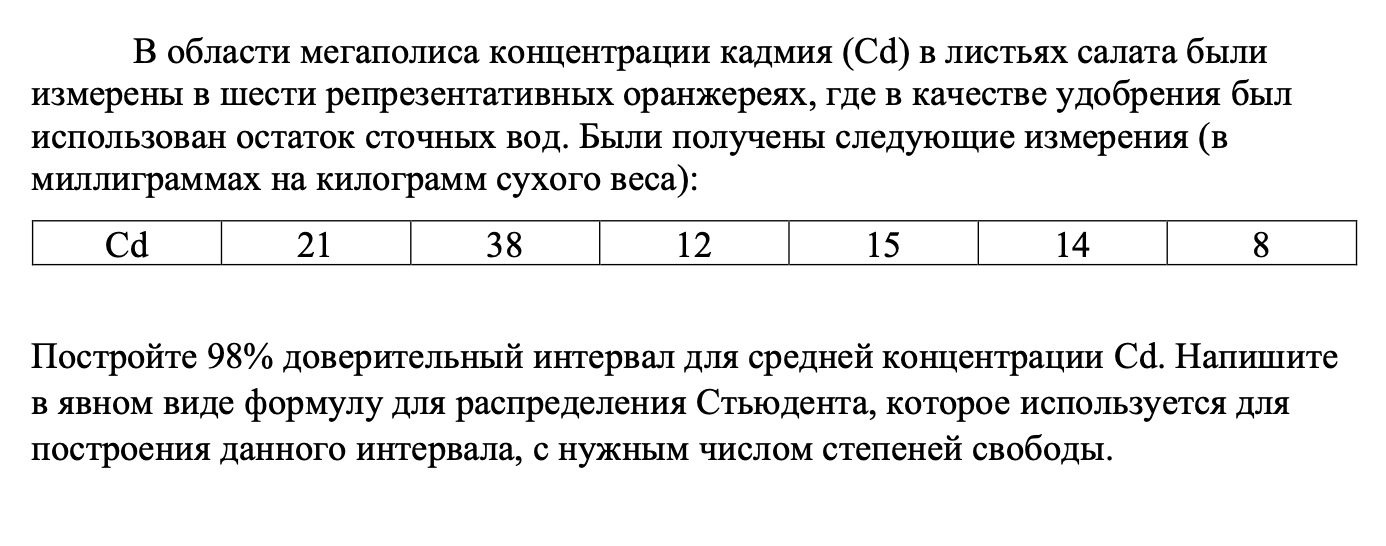 В области мегаполиса концентрации кадмия (Cd) в листьях салата были
измерены в шести репрезентативных оранжереях, где в качестве удобрения был
использован остаток сточных вод. Были получены следующие измерения (в
миллиграммах на килограмм сухого веса):
Cd 21 38 12 15 14 8
Постройте 98% доверительный интервал для средней концентрации Cd. Напишите
в явном виде формулу для распределения Стьюдента, которое используется для
построения данного интервала, с нужным числом степеней свободы.